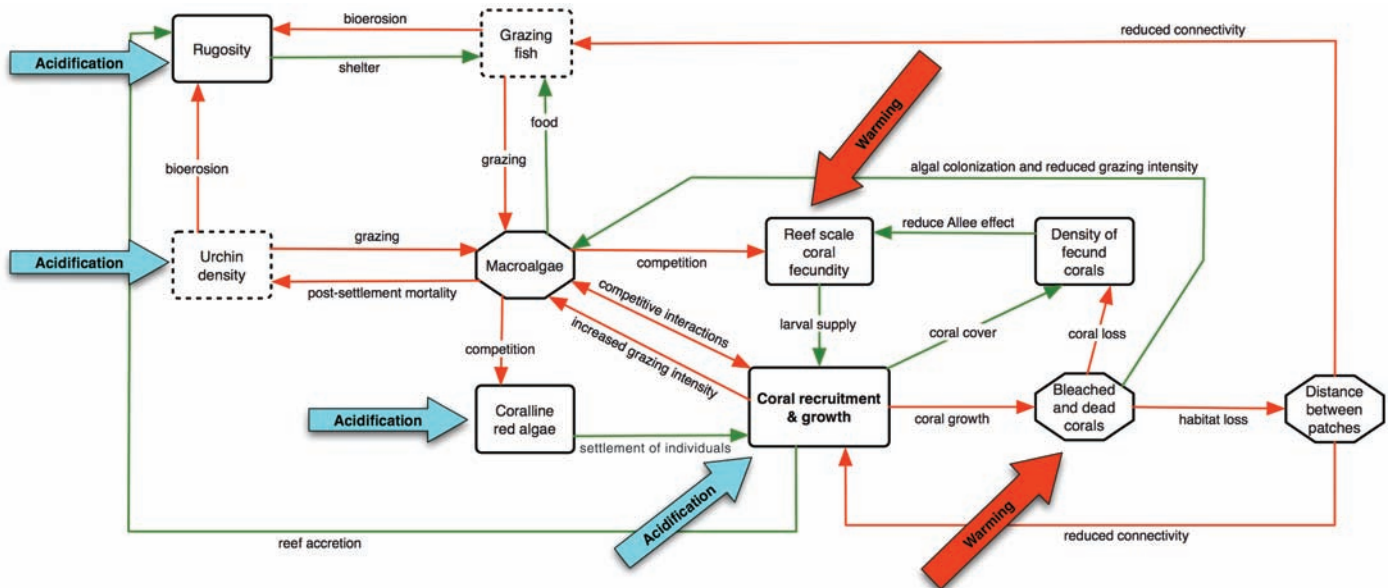 bioerosion
Grazing
fish
reduced connectivity
Rugosity
Acidification
shelter
Warming
food
grazing
algal colonization and reduced grazing intensity
bioerosion
grazing
Reef scale
coral
fecundity
reduce Allee effect
Density of
fecund
corals
Acidification
Urchin
density
Macroalgae
competition
post-settlement mortality
competitive interactions
larval supply
coral cover
coral loss
competition
increased grazing intensity
Coral recruitment
& growth
Bleached
and dead
corals
Distance
between
patches
Acidification
Coralline
red algae
coral growth
habitat loss
settlement of individuals
Acidification
Warming
reef accretion
reduced connectivity